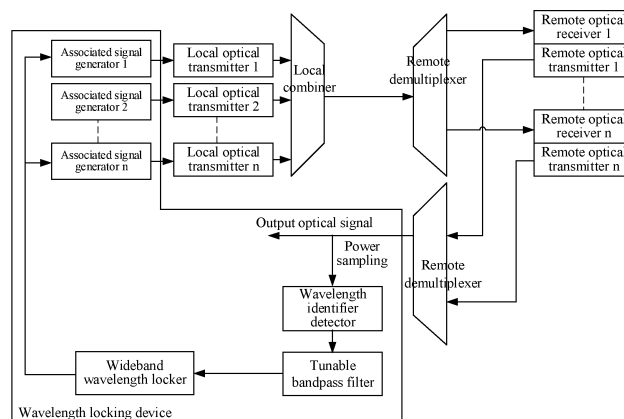 Associated signal
generator 1
Associated signal
generator 2
Associated signal
generator n
Local optical
transmitter 1
Local optical
transmitter 2
Local optical
transmitter n
Local
combiner
Remote
demultiplexer
Remote optical
receiver 1
Remote optical
transmitter 1
Remote optical
receiver n
Remote optical
transmitter n
Output optical signal
Power
sampling
Remote
demultiplexer
Wavelength
identifier
detector
Tunable
bandpass filter
Wideband
wavelength locker
Wavelength locking device